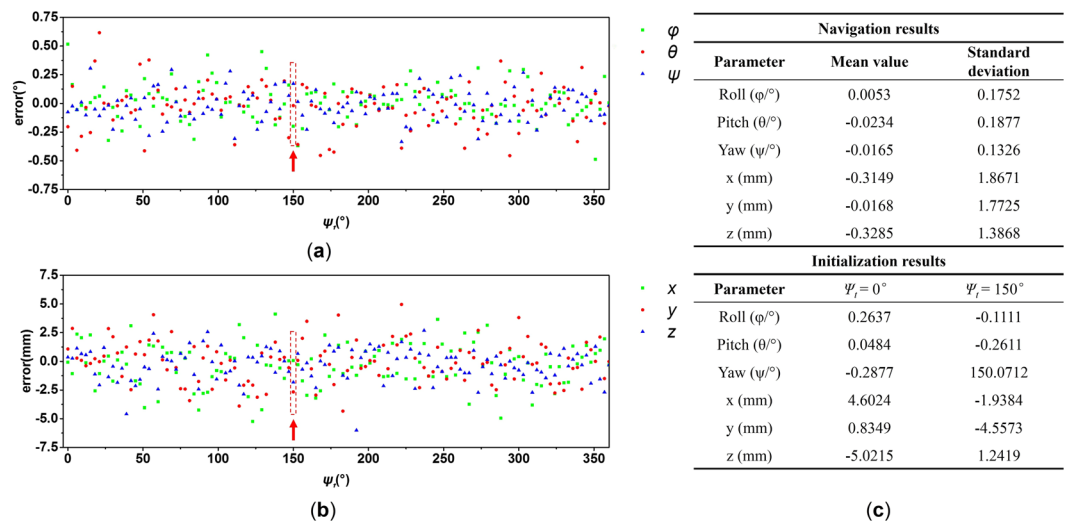 0.75
0.50
0.25
0.00
-0.25
-0.50
-0.75
error(°)
0
50
100
150
200
250
300
350
ψᵣ(°)
φ
θ
ψ
(a)
7.5
5.0
2.5
0.0
-2.5
-5.0
-7.5
error(mm)
0
50
100
150
200
250
300
350
ψᵣ(°)
x
y
z
(b)
Navigation results
Parameter Mean value Standard deviation
Roll (φ/°) 0.0053 0.1752
Pitch (θ/°) -0.0234 0.1877
Yaw (ψ/°) -0.0165 0.1326
x (mm) -0.3149 1.8671
y (mm) -0.0168 1.7725
z (mm) -0.3285 1.3868
Initialization results
Parameter Ψₜ = 0° Ψₜ = 150°
Roll (φ/°) 0.2637 -0.1111
Pitch (θ/°) 0.0484 -0.2611
Yaw (ψ/°) -0.2877 150.0712
x (mm) 4.6024 -1.9384
y (mm) 0.8349 -4.5573
z (mm) -5.0215 1.2419
(c)